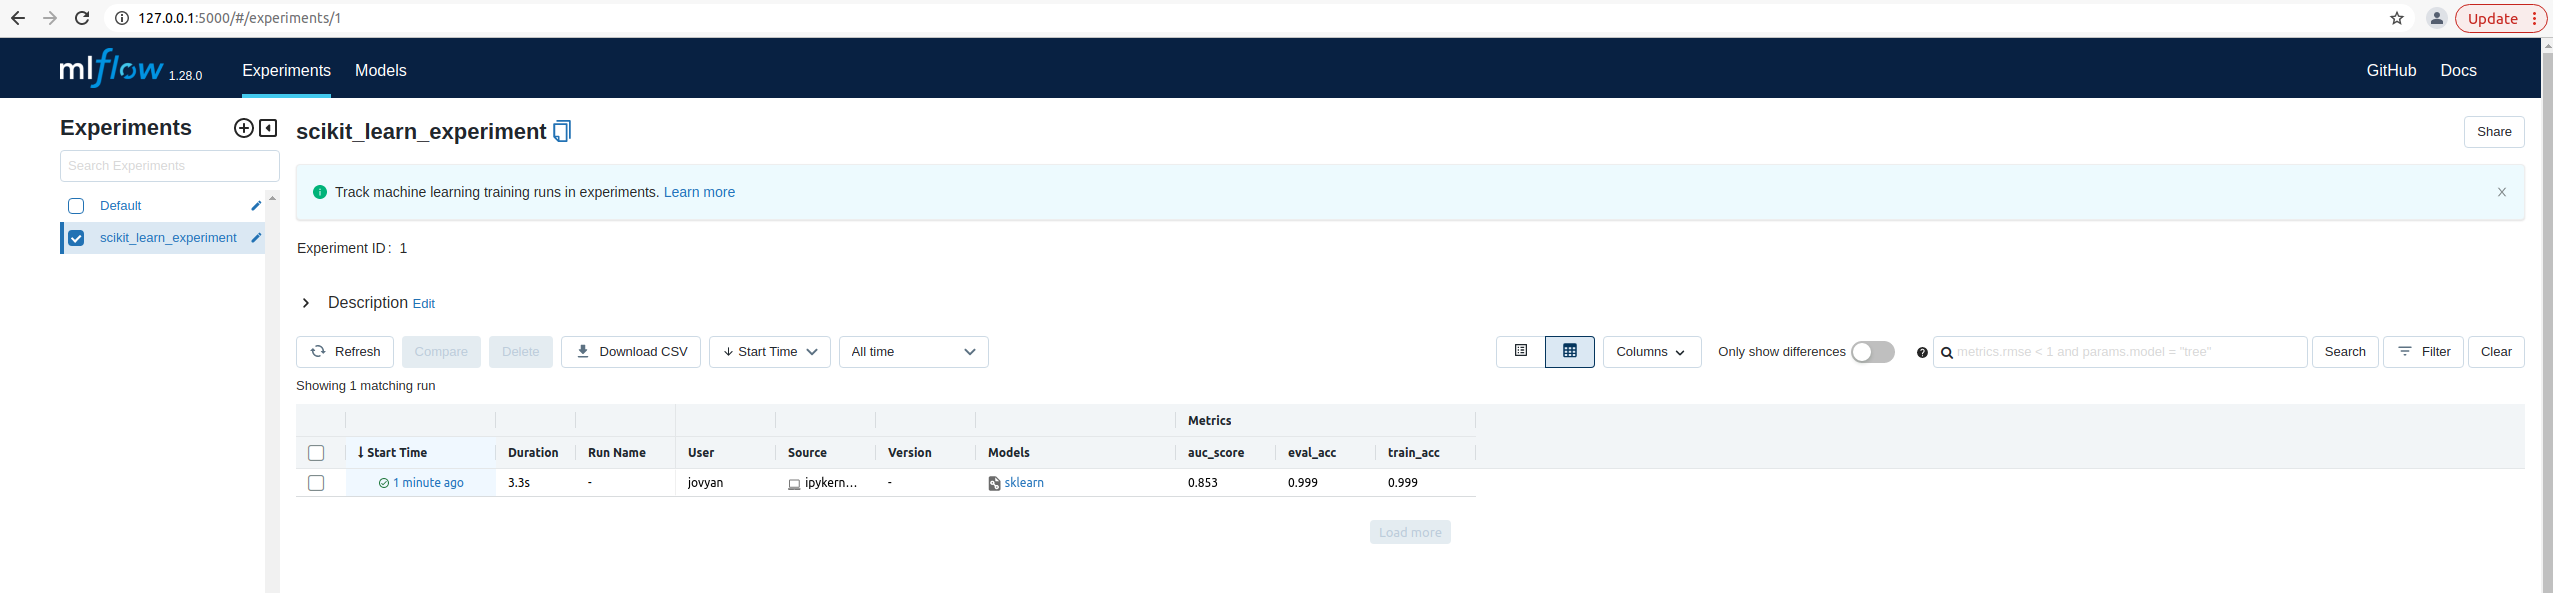 127.0.0.1:5000/#/experiments/1
Update
mlflow 1.28.0 Experiments Models GitHub Docs
Experiments
Search Experiments
Default
scikit_learn_experiment
scikit_learn_experiment
Share
Track machine learning training runs in experiments. Learn more
Experiment ID: 1
Description Edit
Refresh Compare Delete Download CSV Start Time All time Columns Only show differences metrics.rmse < 1 and params.model = "tree" Search Filter Clear
Showing 1 matching run
Metrics
Start Time Duration Run Name User Source Version Models auc_score eval_acc train_acc
1 minute ago 3.3s - jovyan ipykern... - sklearn 0.853 0.999 0.999
Load more